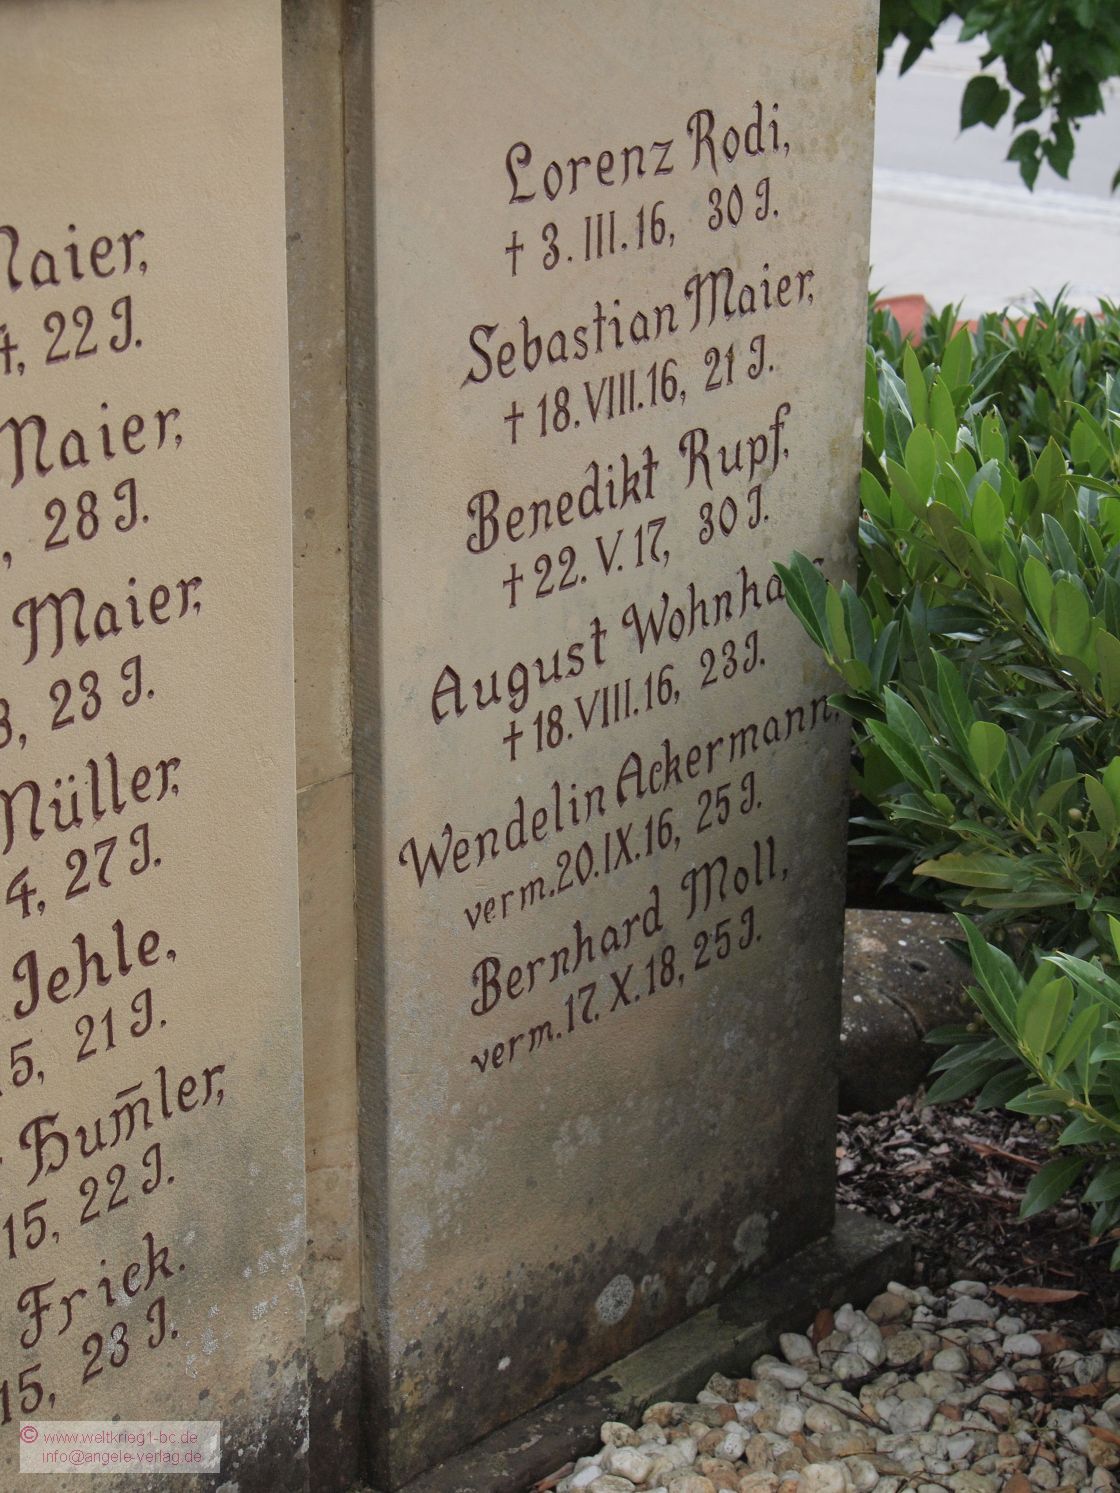 Maier,
4, 22 J.
Maier,
28 J.
Maier,
3, 23 J.
Müller,
4, 27 J.
Jehle,
15, 21 J.
Hum̄ler,
15, 22 J.
Frick.
15, 23 J.
Lorenz Rodi,
† 3. III. 16, 30 J.
Sebastian Maier,
† 18. VIII. 16, 21 J.
Benedikt Rupf,
† 22. V. 17, 30 J.
August
† 18. VIII. 16, 23 J.
Wendelin Ackermann,
verm. 20. IX. 16, 25 J.
Bernhard Moll,
verm. 17. X. 18, 25 J.
© www.weltkrieg1-bc.de
info@angele-verlag.de